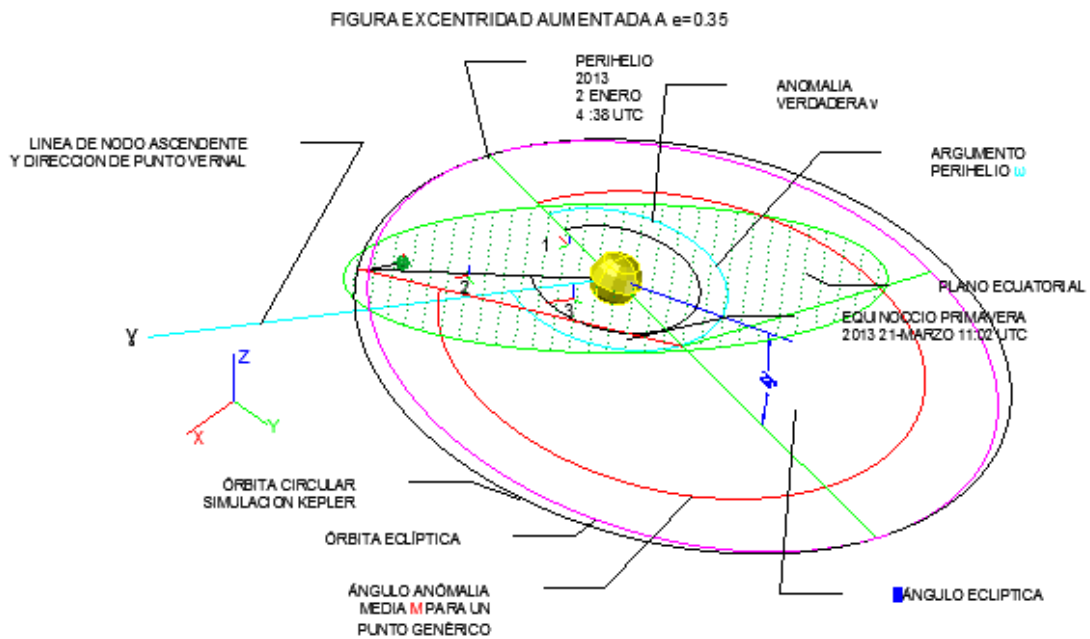 FIGURA EXCENTRIDAD AUMENTADA A e=0.35
PERIHELIO
2013
2 ENERO
4 :38 UTC
ANOMALIA
VERDADERA ν
LINEA DE NODO ASCENDENTE
Y DIRECCION DE PUNTO VERNAL
ARGUMENTO
PERIHELIO ω
1
2
3
PLANO ECUATORIAL
EQUINOCCIO PRIMAVERA
2013 21-MARZO 11:02 UTC
Z
X
Y
ÓRBITA CIRCULAR
SIMULACION KEPLER
ÓRBITA ECLÍPTICA
ÁNGULO ANÓMALIA
MEDIA M PARA UN
PUNTO GENÉRICO
ÁNGULO ECLIPTICA